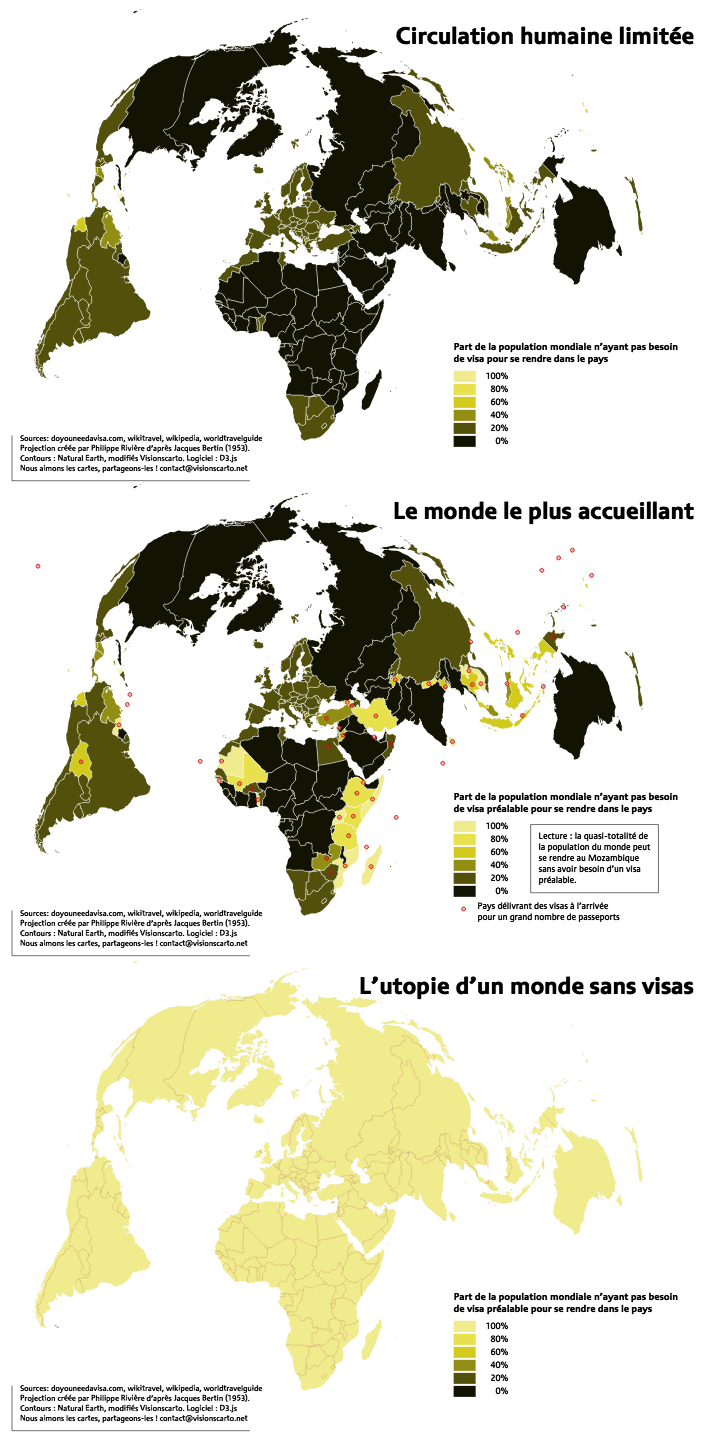 Circulation humaine limitée
Part de la population mondiale n’ayant pas besoin
de visa pour se rendre dans le pays
100%
80%
60%
40%
20%
0%
Sources: doyouneedavisa.com, wikitravel, wikipedia, worldtravelguide
Projection créée par Philippe Rivière d’après Jacques Bertin (1953).
Contours : Natural Earth, modifiés Visionscarto. Logiciel : D3.js
Nous aimons les cartes, partageons-les ! contact@visionscarto.net
Le monde le plus accueillant
Part de la population mondiale n’ayant pas besoin
de visa préalable pour se rendre dans le pays
100%
80%
60%
40%
20%
0%
Lecture : la quasi-totalité de
la population du monde peut
se rendre au Mozambique
sans avoir besoin d’un visa
préalable.
Pays délivrant des visas à l’arrivée
pour un grand nombre de passeports
Sources: doyouneedavisa.com, wikitravel, wikipedia, worldtravelguide
Projection créée par Philippe Rivière d’après Jacques Bertin (1953).
Contours : Natural Earth, modifiés Visionscarto. Logiciel : D3.js
Nous aimons les cartes, partageons-les ! contact@visionscarto.net
L’utopie d’un monde sans visas
Part de la population mondiale n’ayant pas besoin
de visa préalable pour se rendre dans le pays
100%
80%
60%
40%
20%
0%
Sources: doyouneedavisa.com, wikitravel, wikipedia, worldtravelguide
Projection créée par Philippe Rivière d’après Jacques Bertin (1953).
Contours : Natural Earth, modifiés Visionscarto. Logiciel : D3.js
Nous aimons les cartes, partageons-les ! contact@visionscarto.net